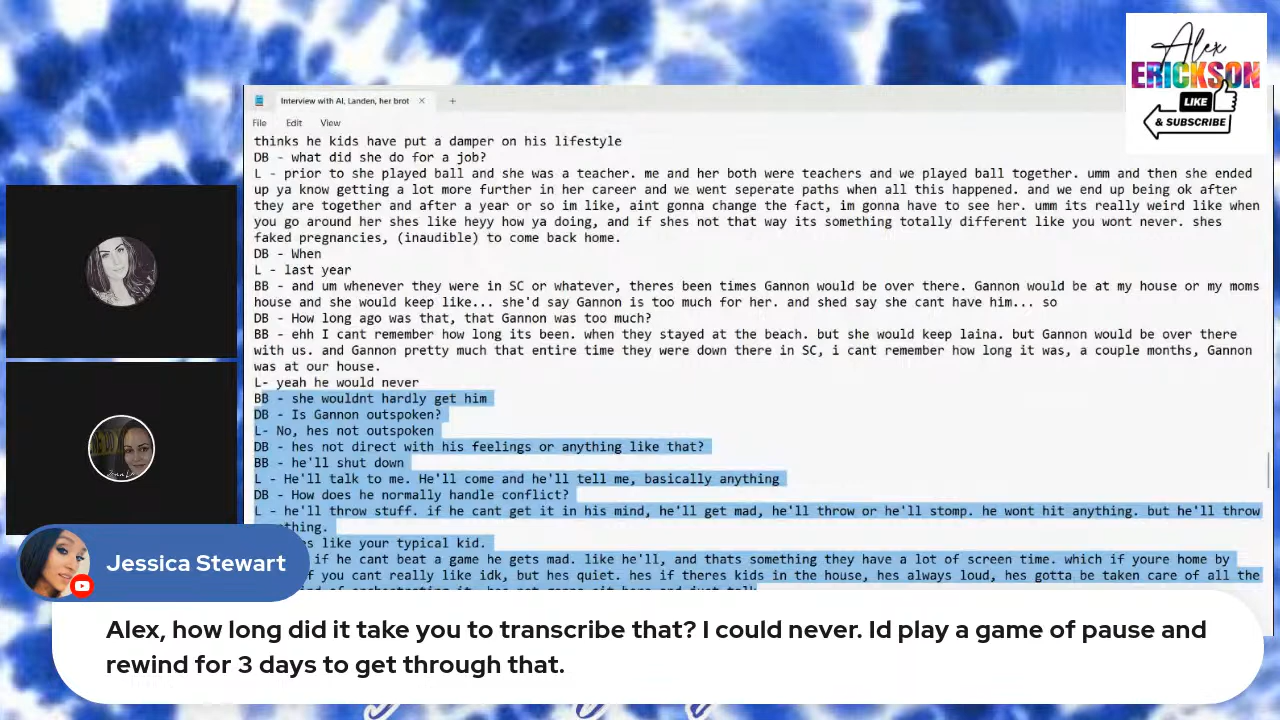 Alex
ERICKSON
LIKE
& SUBSCRIBE
Interview with Al, Landen, her brot
File Edit View
thinks he kids have put a damper on his lifestyle
DB - what did she do for a job?
L - prior to she played ball and she was a teacher. me and her both were teachers and we played ball together. umm and then she ended
up ya know getting a lot more further in her career and we went seperate paths when all this happened. and we end up being ok after
they are together and after a year or so im like, aint gonna change the fact, im gonna have to see her. umm its really weird like when
you go around her shes like heyy how ya doing, and if shes not that way its something totally different like you wont never. shes
faked pregnancies, (inaudible) to come back home.
DB - When
L - last year
BB - and um whenever they were in SC or whatever, theres been times Gannon would be over there. Gannon would be at my house or my moms
house and she would keep like... she'd say Gannon is too much for her. and shed say she cant have him... so
DB - How long ago was that, that Gannon was too much?
BB - ehh I cant remember how long its been. when they stayed at the beach. but she would keep laina. but Gannon would be over there
with us. and Gannon pretty much that entire time they were down there in SC, i cant remember how long it was, a couple months, Gannon
was at our house.
L- yeah he would never
BB - she wouldnt hardly get him
DB - Is Gannon outspoken?
L- No, hes not outspoken
DB - hes not direct with his feelings or anything like that?
BB - he'll shut down
L - He'll talk to me. He'll come and he'll tell me, basically anything
DB - How does he normally handle conflict?
L - he'll throw stuff. if he cant get it in his mind, he'll get mad, he'll throw or he'll stomp. he wont hit anything. but he'll throw
thing.
like your typical kid.
if he cant beat a game he gets mad. like he'll, and thats something they have a lot of screen time. which if youre home by
if you cant really like idk, but hes quiet. hes if theres kids in the house, hes always loud, hes gotta be taken care of all the
Jessica Stewart
Alex, how long did it take you to transcribe that? I could never. Id play a game of pause and
rewind for 3 days to get through that.